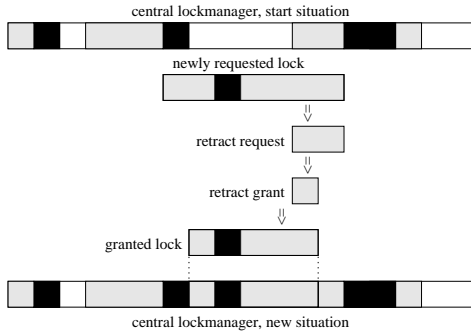 central lockmanager, start situation
newly requested lock
retract request
retract grant
granted lock
central lockmanager, new situation